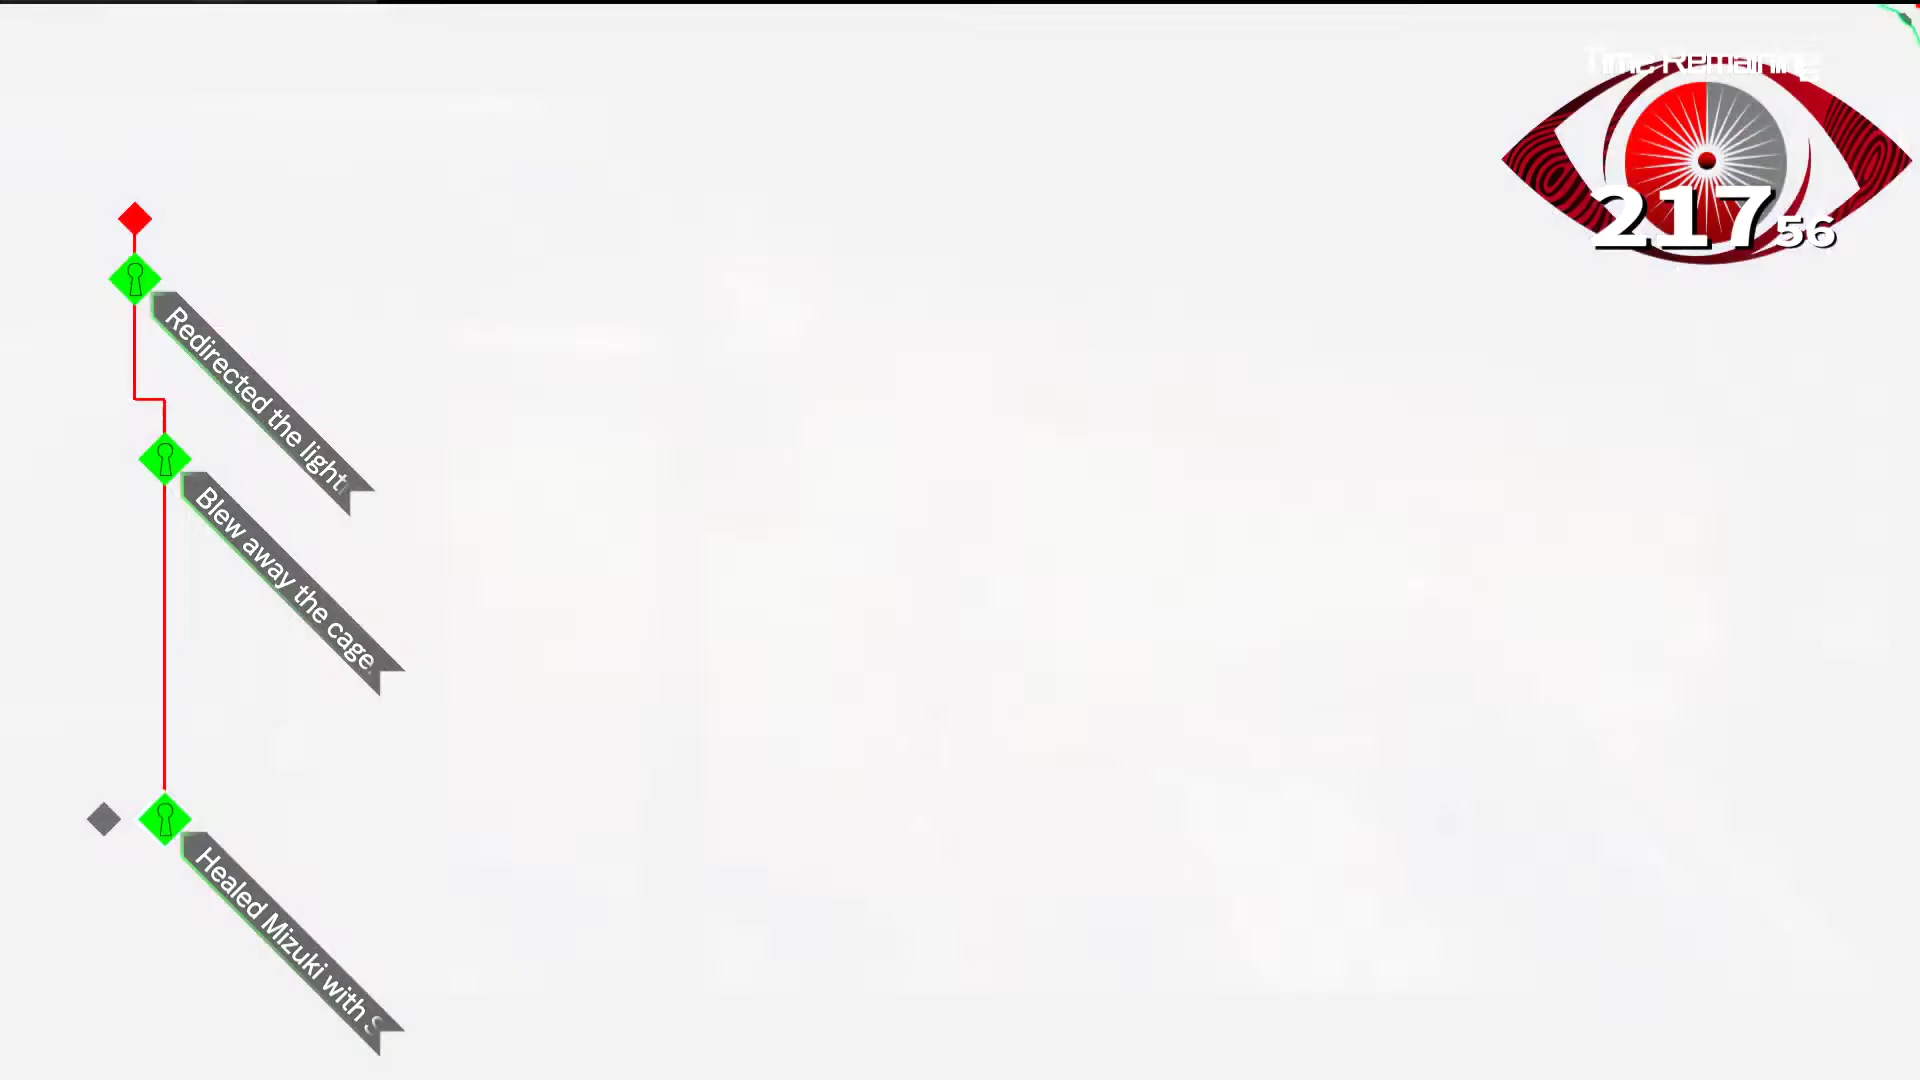 Time Remaining
217 56
Redirected the light
Blew away the cage.
Healed Mizuki with S